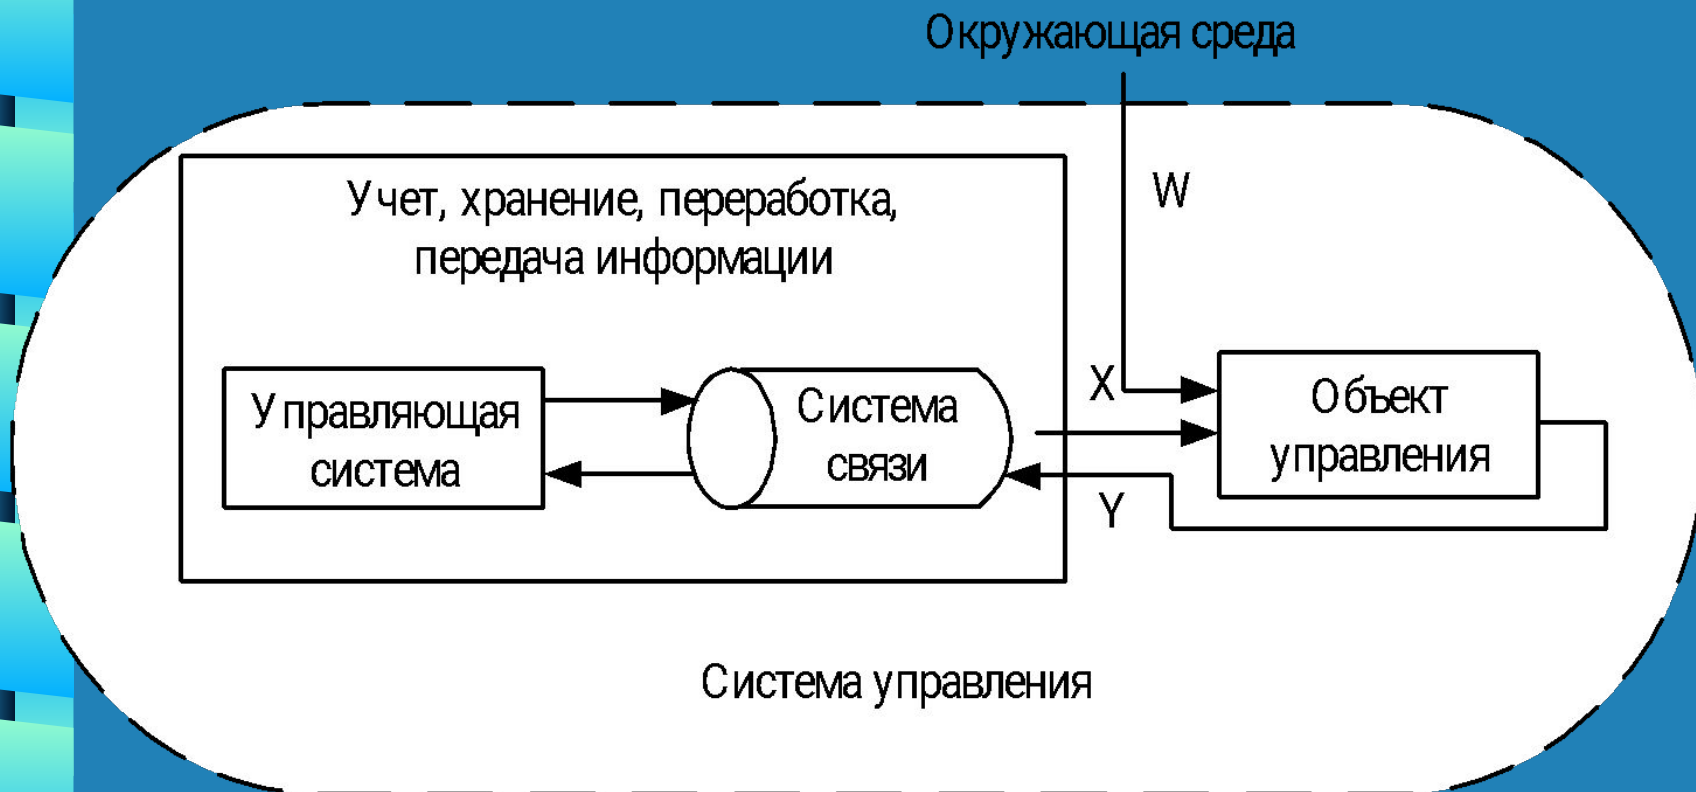 Окружающая среда
W
Учет, хранение, переработка,
передача информации
X
Управляющая
система
Система
связи
Объект
управления
Y
Система управления